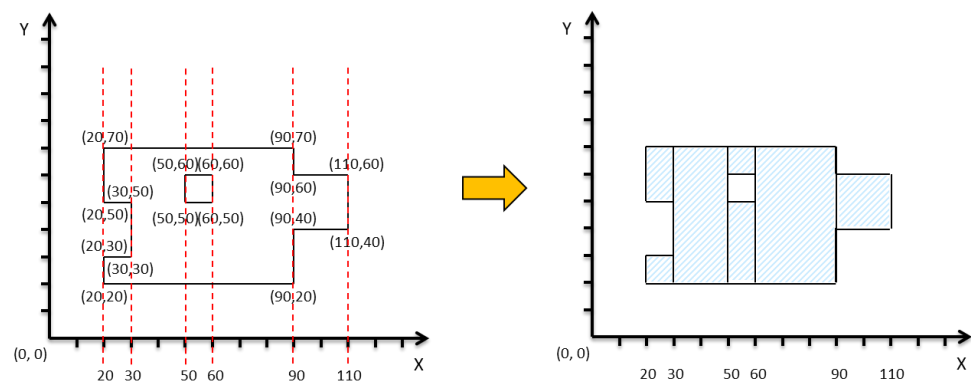 Y
(20,70) (90,70)
(50,60)(60,60) (110,60)
(30,50) (90,60)
(20,50) (50,50)(60,50) (90,40)
(20,30) (110,40)
(30,30)
(20,20) (90,20)
(0, 0) X
20 30 50 60 90 110
Y
(0, 0) X
20 30 50 60 90 110